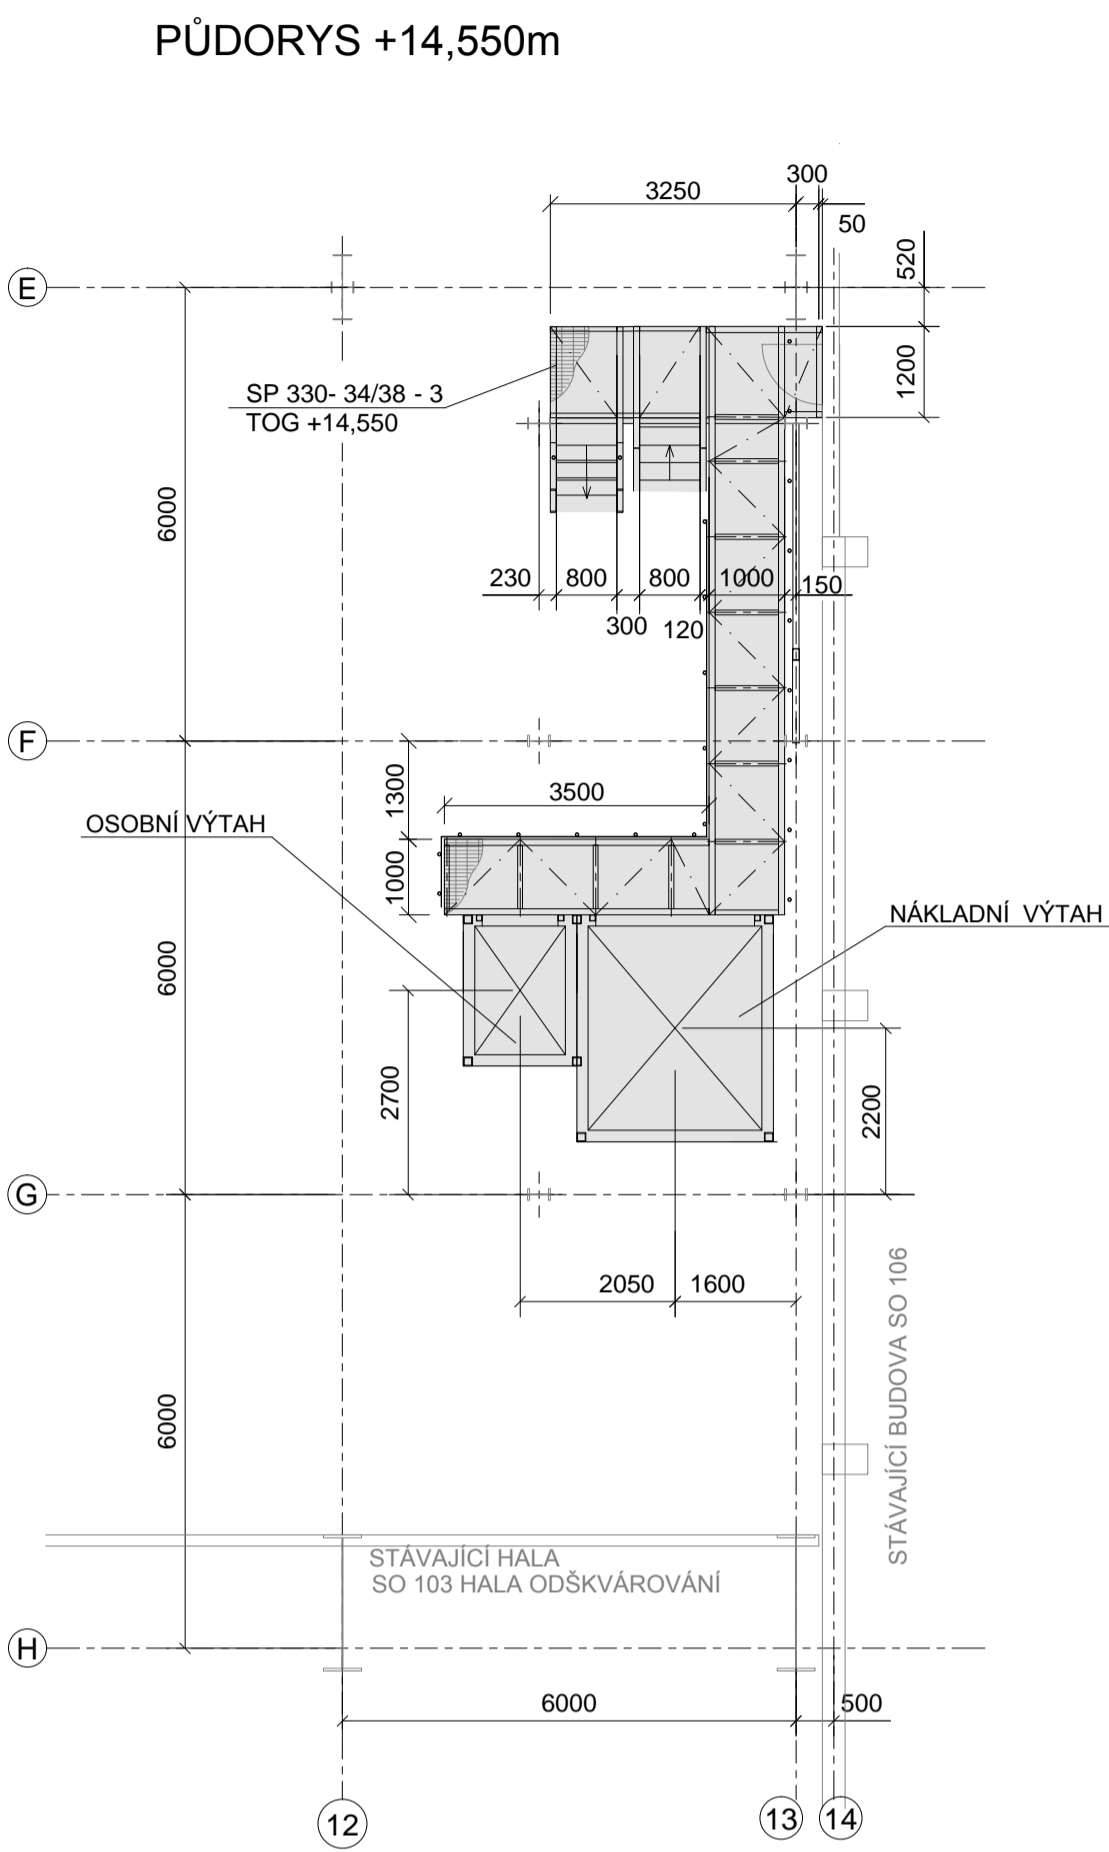 PŮDORYS +14,550m
300
3250
50
520
E
1200
SP 330- 34/38 - 3
TOG +14,550
6000
230
800
800
1000
150
300
120
F
1300
3500
OSOBNÍ VÝTAH
1000
NÁKLADNÍ  VÝTAH
6000
2700
2200
G
2050
1600
STÁVAJÍCÍ BUDOVA SO 106
6000
STÁVAJÍCÍ HALA
SO 103 HALA ODŠKVÁROVÁNÍ
H
6000
500
12
13
14